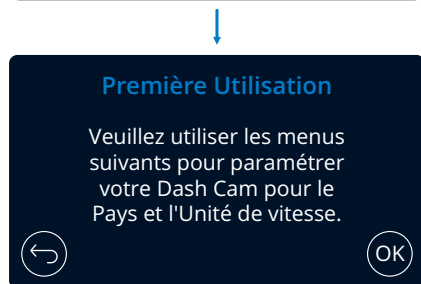 Première Utilisation
Veuillez utiliser les menus
suivants pour paramétrer
votre Dash Cam pour le
Pays et l'Unité de vitesse.
OK